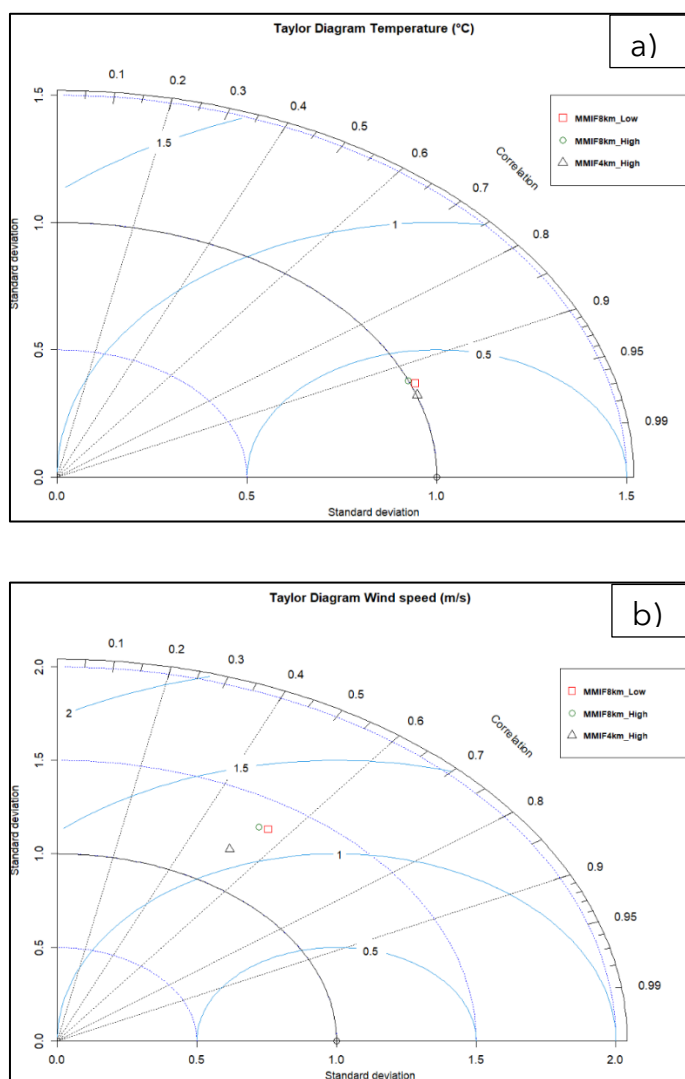 Taylor Diagram Temperature (°C)
a)
0.1
0.2
0.3
0.4
0.5
0.6
0.7
0.8
0.9
0.95
0.99
Correlation
MMIF8km_Low
MMIF8km_High
MMIF4km_High
1.5
1
0.5
1.5
1.0
0.5
0.0
Standard deviation
0.0 0.5 1.0 1.5
Standard deviation
Taylor Diagram Wind speed (m/s)
b)
0.1
0.2
0.3
0.4
0.5
0.6
0.7
0.8
0.9
0.95
0.99
Correlation
MMIF8km_Low
MMIF8km_High
MMIF4km_High
2
1.5
1
0.5
2.0
1.5
1.0
0.5
0.0
Standard deviation
0.0 0.5 1.0 1.5 2.0
Standard deviation